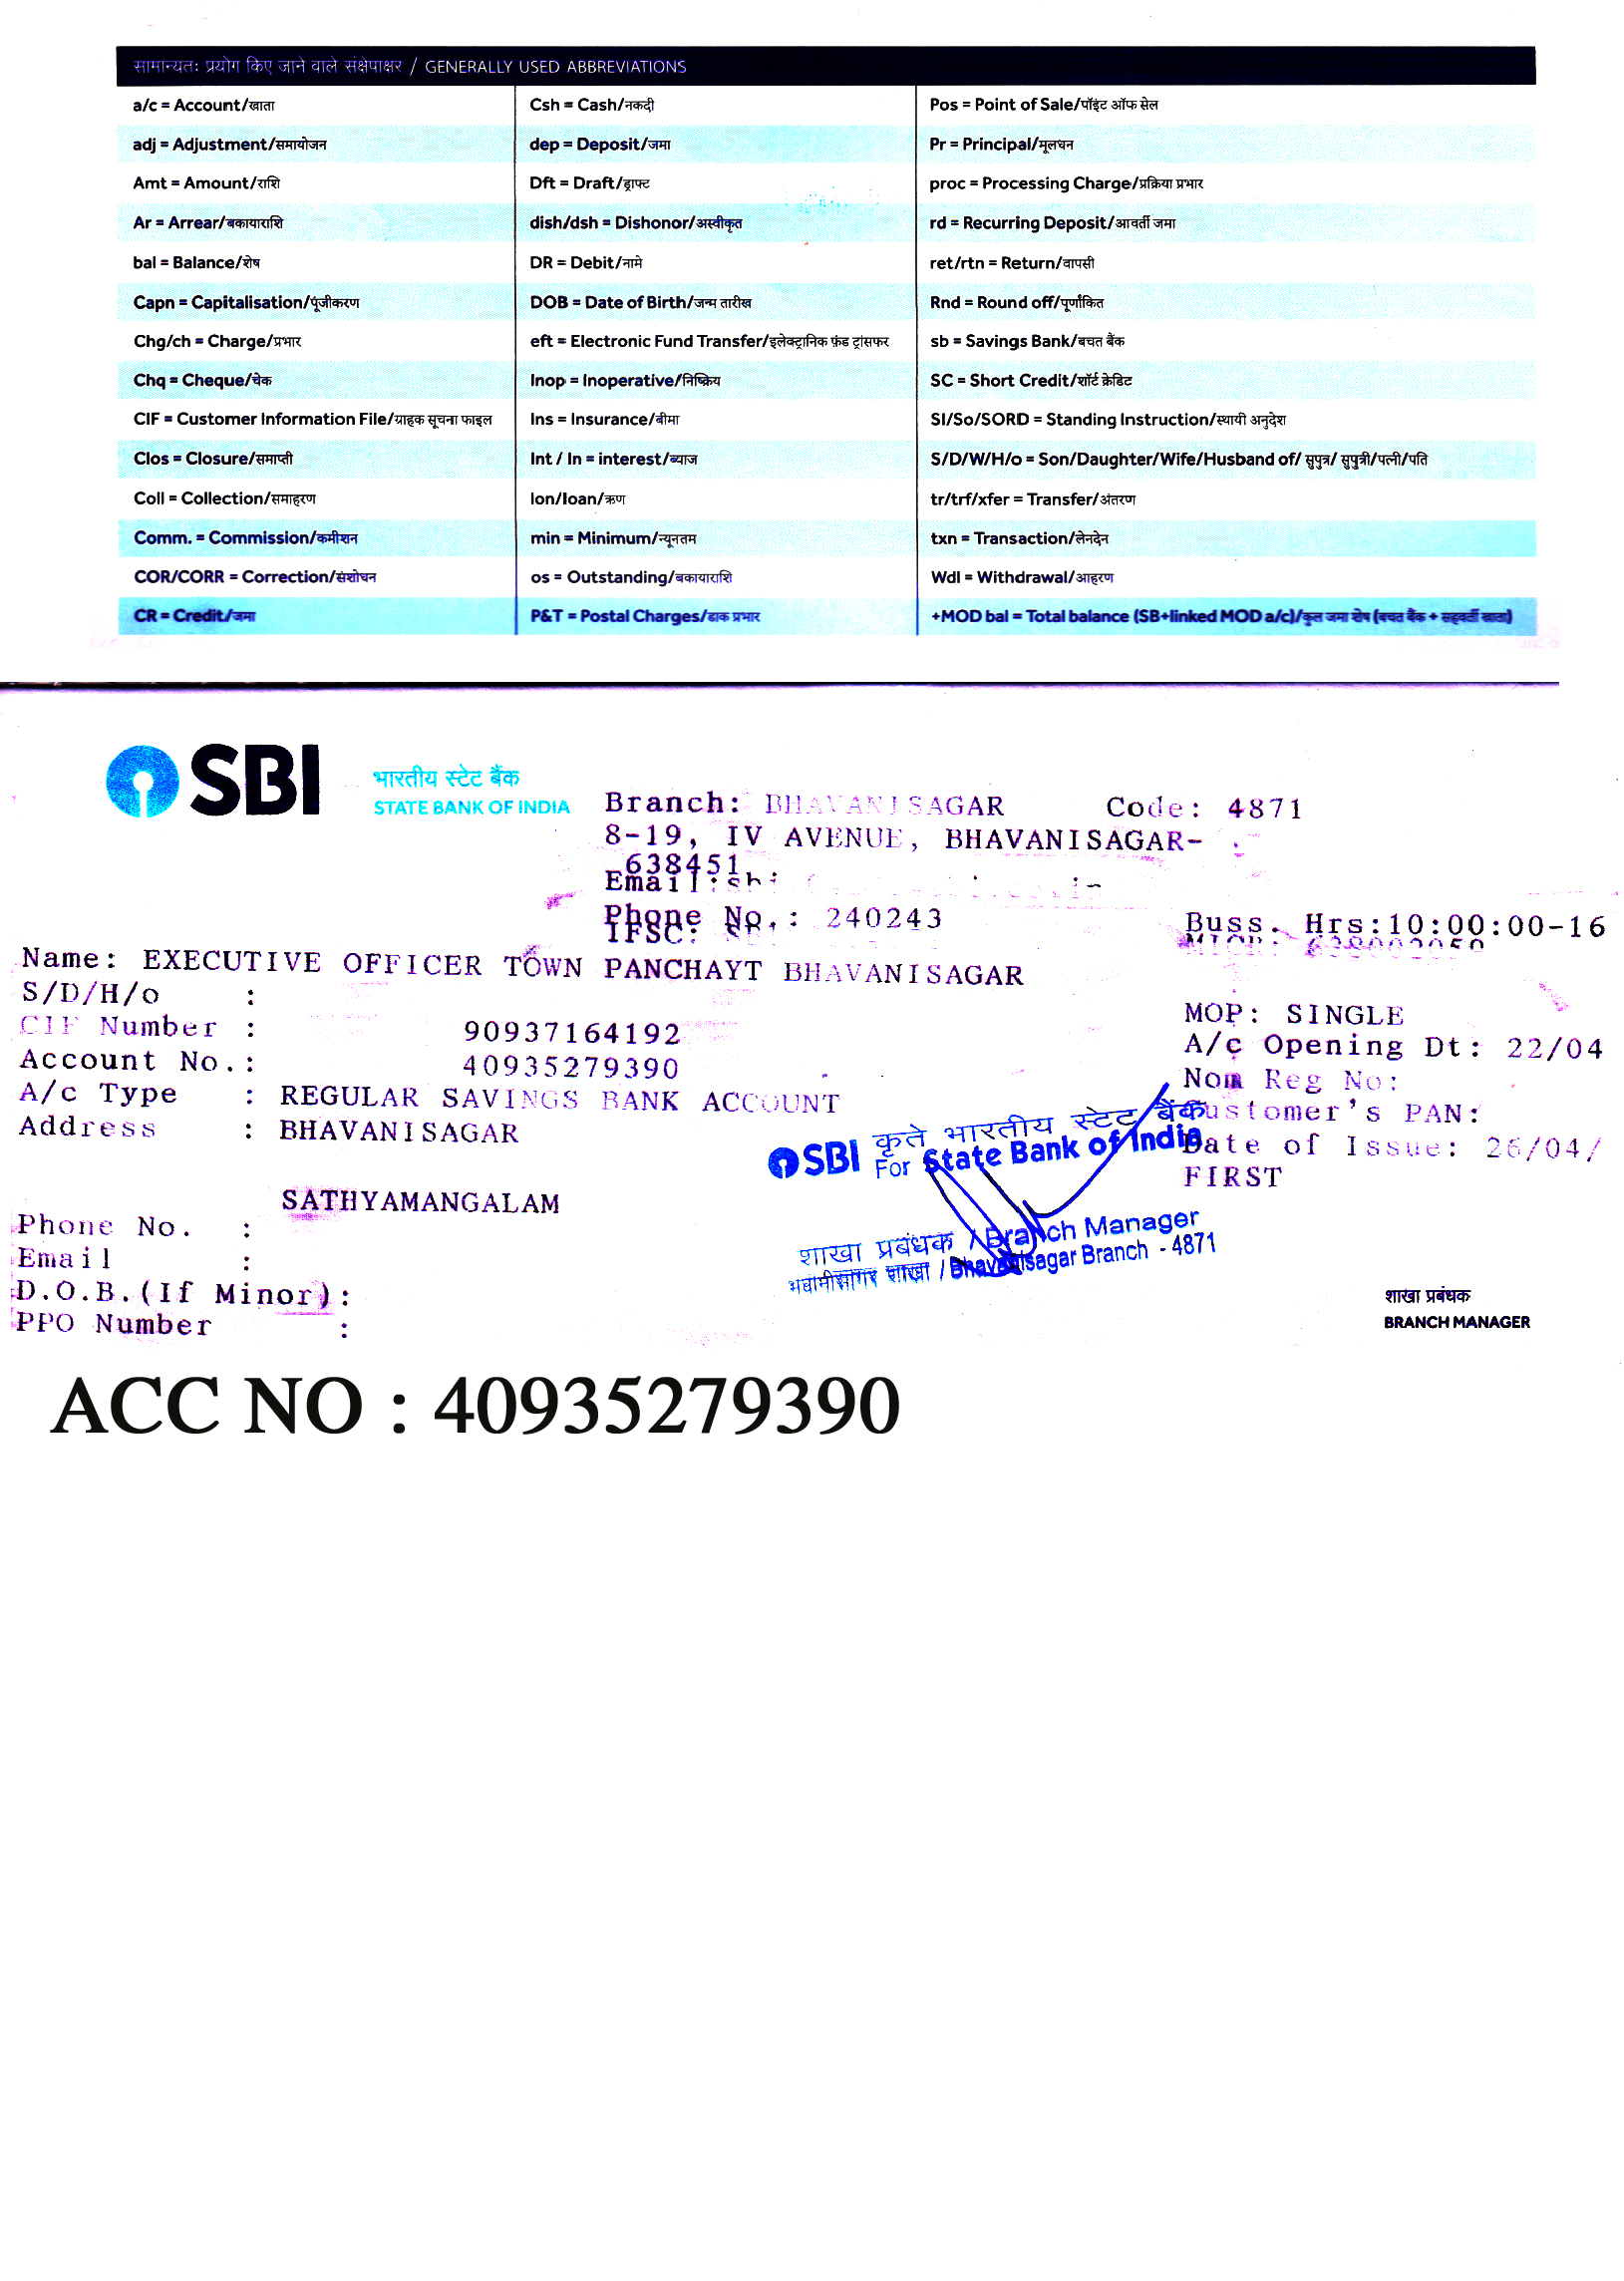 सामान्यतः प्रयोग किए जाने वाले संक्षेपाक्षर / GENERALLY USED ABBREVIATIONS
a/c = Account/खाता
adj = Adjustment/समायोजन
Amt = Amount/राशि
Ar = Arrear/बकायाराशि
bal = Balance/शेष
Capn = Capitalisation/पूंजीकरण
Chg/ch = Charge/प्रभार
Chq = Cheque/चेक
CIF = Customer Information File/ग्राहक सूचना फाइल
Clos = Closure/समाप्ती
Coll = Collection/समाहरण
Comm. = Commission/कमीशन
COR/CORR = Correction/संशोधन
CR = Credit/जमा
Csh = Cash/नकदी
dep = Deposit/जमा
Dft = Draft/ड्राफ्ट
dish/dsh = Dishonor/अस्वीकृत
DR = Debit/नामे
DOB = Date of Birth/जन्म तारीख
eft = Electronic Fund Transfer/इलेक्ट्रानिक फ़ंड ट्रांसफर
Inop = Inoperative/निष्क्रिय
Ins = Insurance/बीमा
Int / In = interest/ब्याज
lon/loan/ऋण
min = Minimum/न्यूनतम
os = Outstanding/बकायाराशि
P&T = Postal Charges/डाक प्रभार
Pos = Point of Sale/पॉइंट ऑफ सेल
Pr = Principal/मूलधन
proc = Processing Charge/प्रक्रिया प्रभार
rd = Recurring Deposit/आवर्ती जमा
ret/rtn = Return/वापसी
Rnd = Round off/पूर्णांकित
sb = Savings Bank/बचत बैंक
SC = Short Credit/शॉर्ट क्रेडिट
SI/So/SORD = Standing Instruction/स्थायी अनुदेश
S/D/W/H/o = Son/Daughter/Wife/Husband of/ सुपुत्र/ सुपुत्री/पत्नी/पति
tr/trf/xfer = Transfer/अंतरण
txn = Transaction/लेनदेन
Wdl = Withdrawal/आहरण
+MOD bal = Total balance (SB+linked MOD a/c)/कुल जमा शेष (बचत बैंक + सहवर्ती खाता)
SBI
भारतीय स्टेट बैंक
STATE BANK OF INDIA
Branch: BHAVANISAGAR Code: 4871
8-19, IV AVENUE, BHAVANISAGAR-
638451
Email:
Phone No.: 240243 Buss. Hrs:10:00:00-16
IFSC:
Name: EXECUTIVE OFFICER TOWN PANCHAYT BHAVANISAGAR
S/D/H/o :
MOP: SINGLE
CIF Number : 90937164192
A/c Opening Dt: 22/04
Account No.: 40935279390
Nom Reg No:
A/c Type : REGULAR SAVINGS BANK ACCOUNT
Customer's PAN:
Address : BHAVANISAGAR
Date of Issue: 26/04/
FIRST
SATHYAMANGALAM
SBI कृते भारतीय स्टेट बैंक
For State Bank of India
शाखा प्रबंधक / Branch Manager
भवानीसागर शाखा / Bhavanisagar Branch - 4871
Phone No. :
Email :
D.O.B.(If Minor):
PPO Number :
शाखा प्रबंधक
BRANCH MANAGER
ACC NO : 40935279390